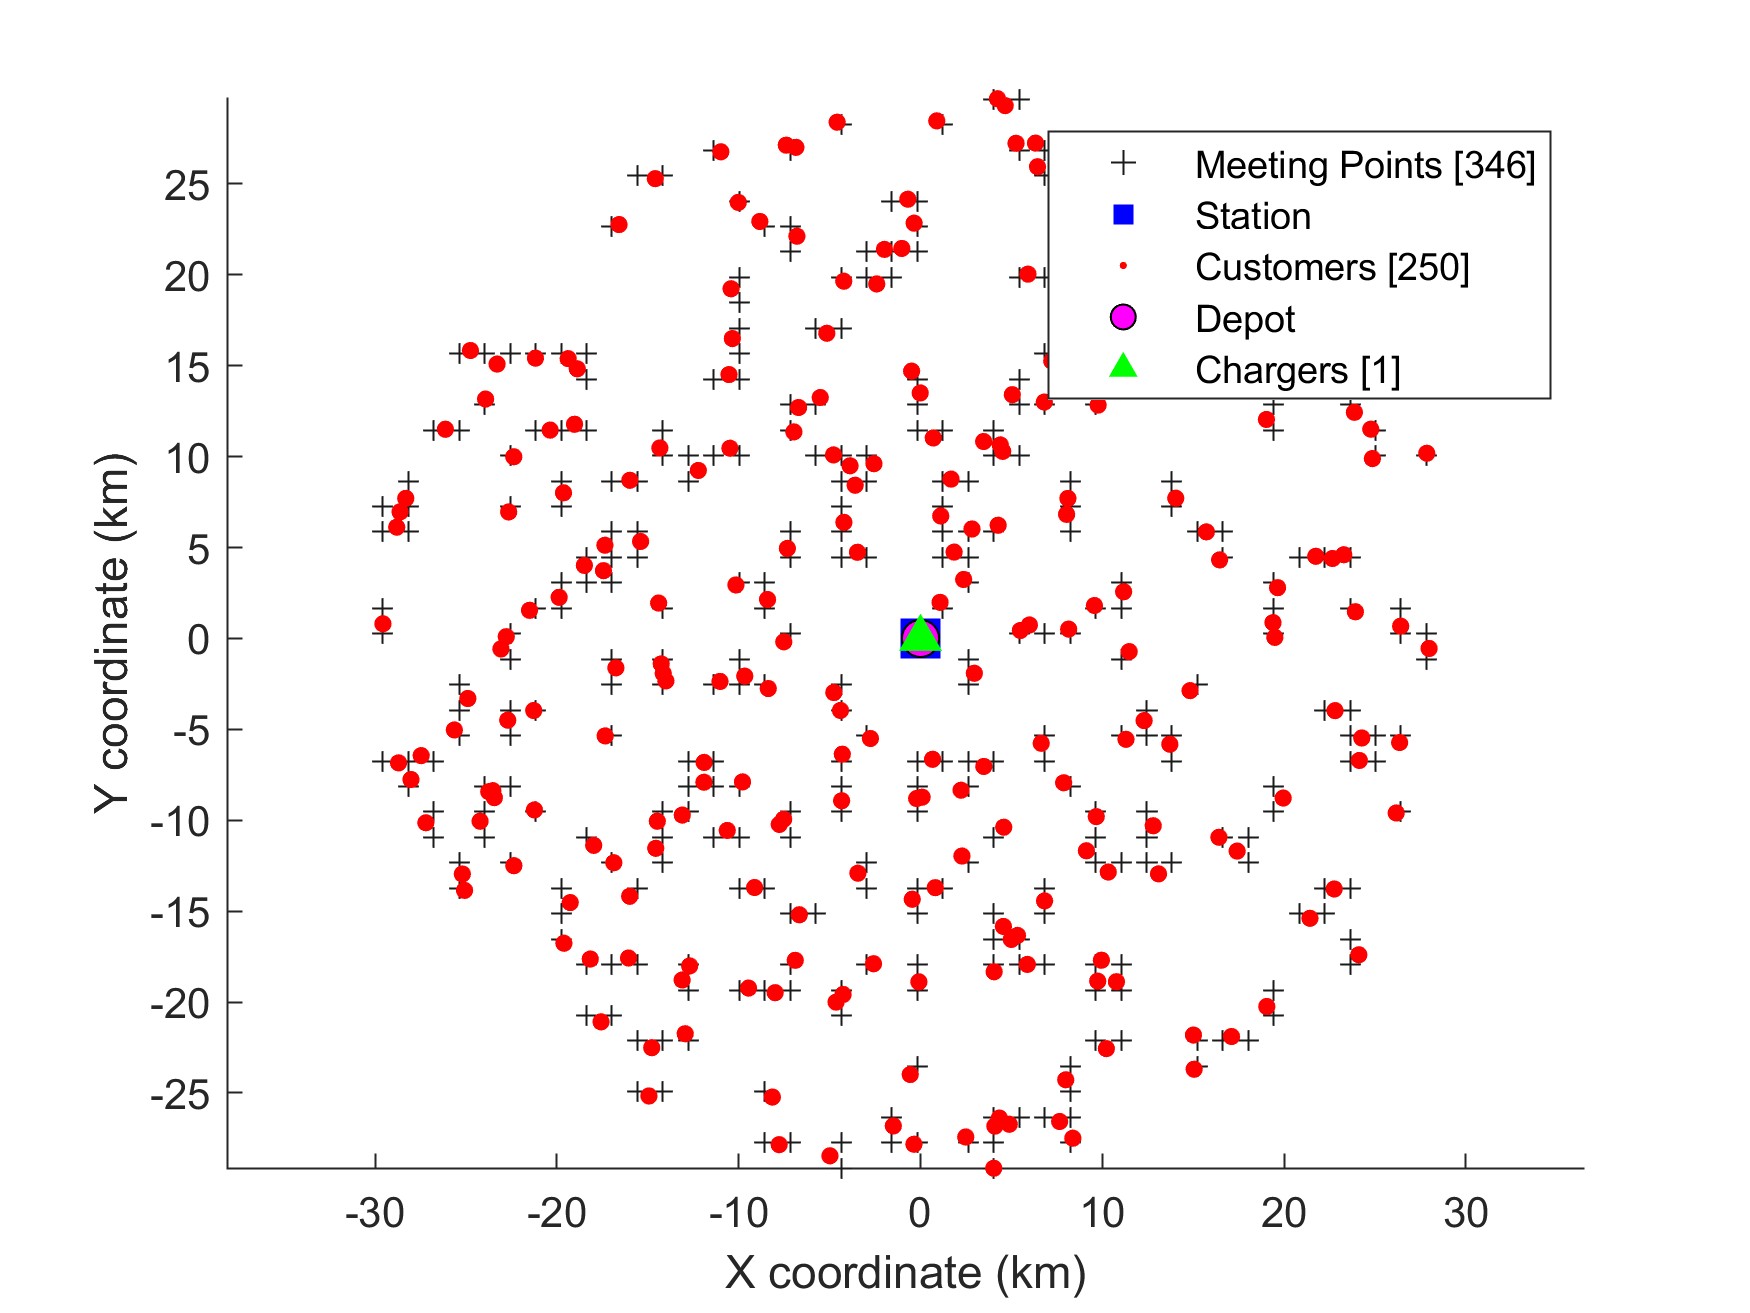 Meeting Points [346]
Station
Customers [250]
Depot
Chargers [1]
25
20
15
10
5
0
-5
-10
-15
-20
-25
Y coordinate (km)
-30 -20 -10 0 10 20 30
X coordinate (km)